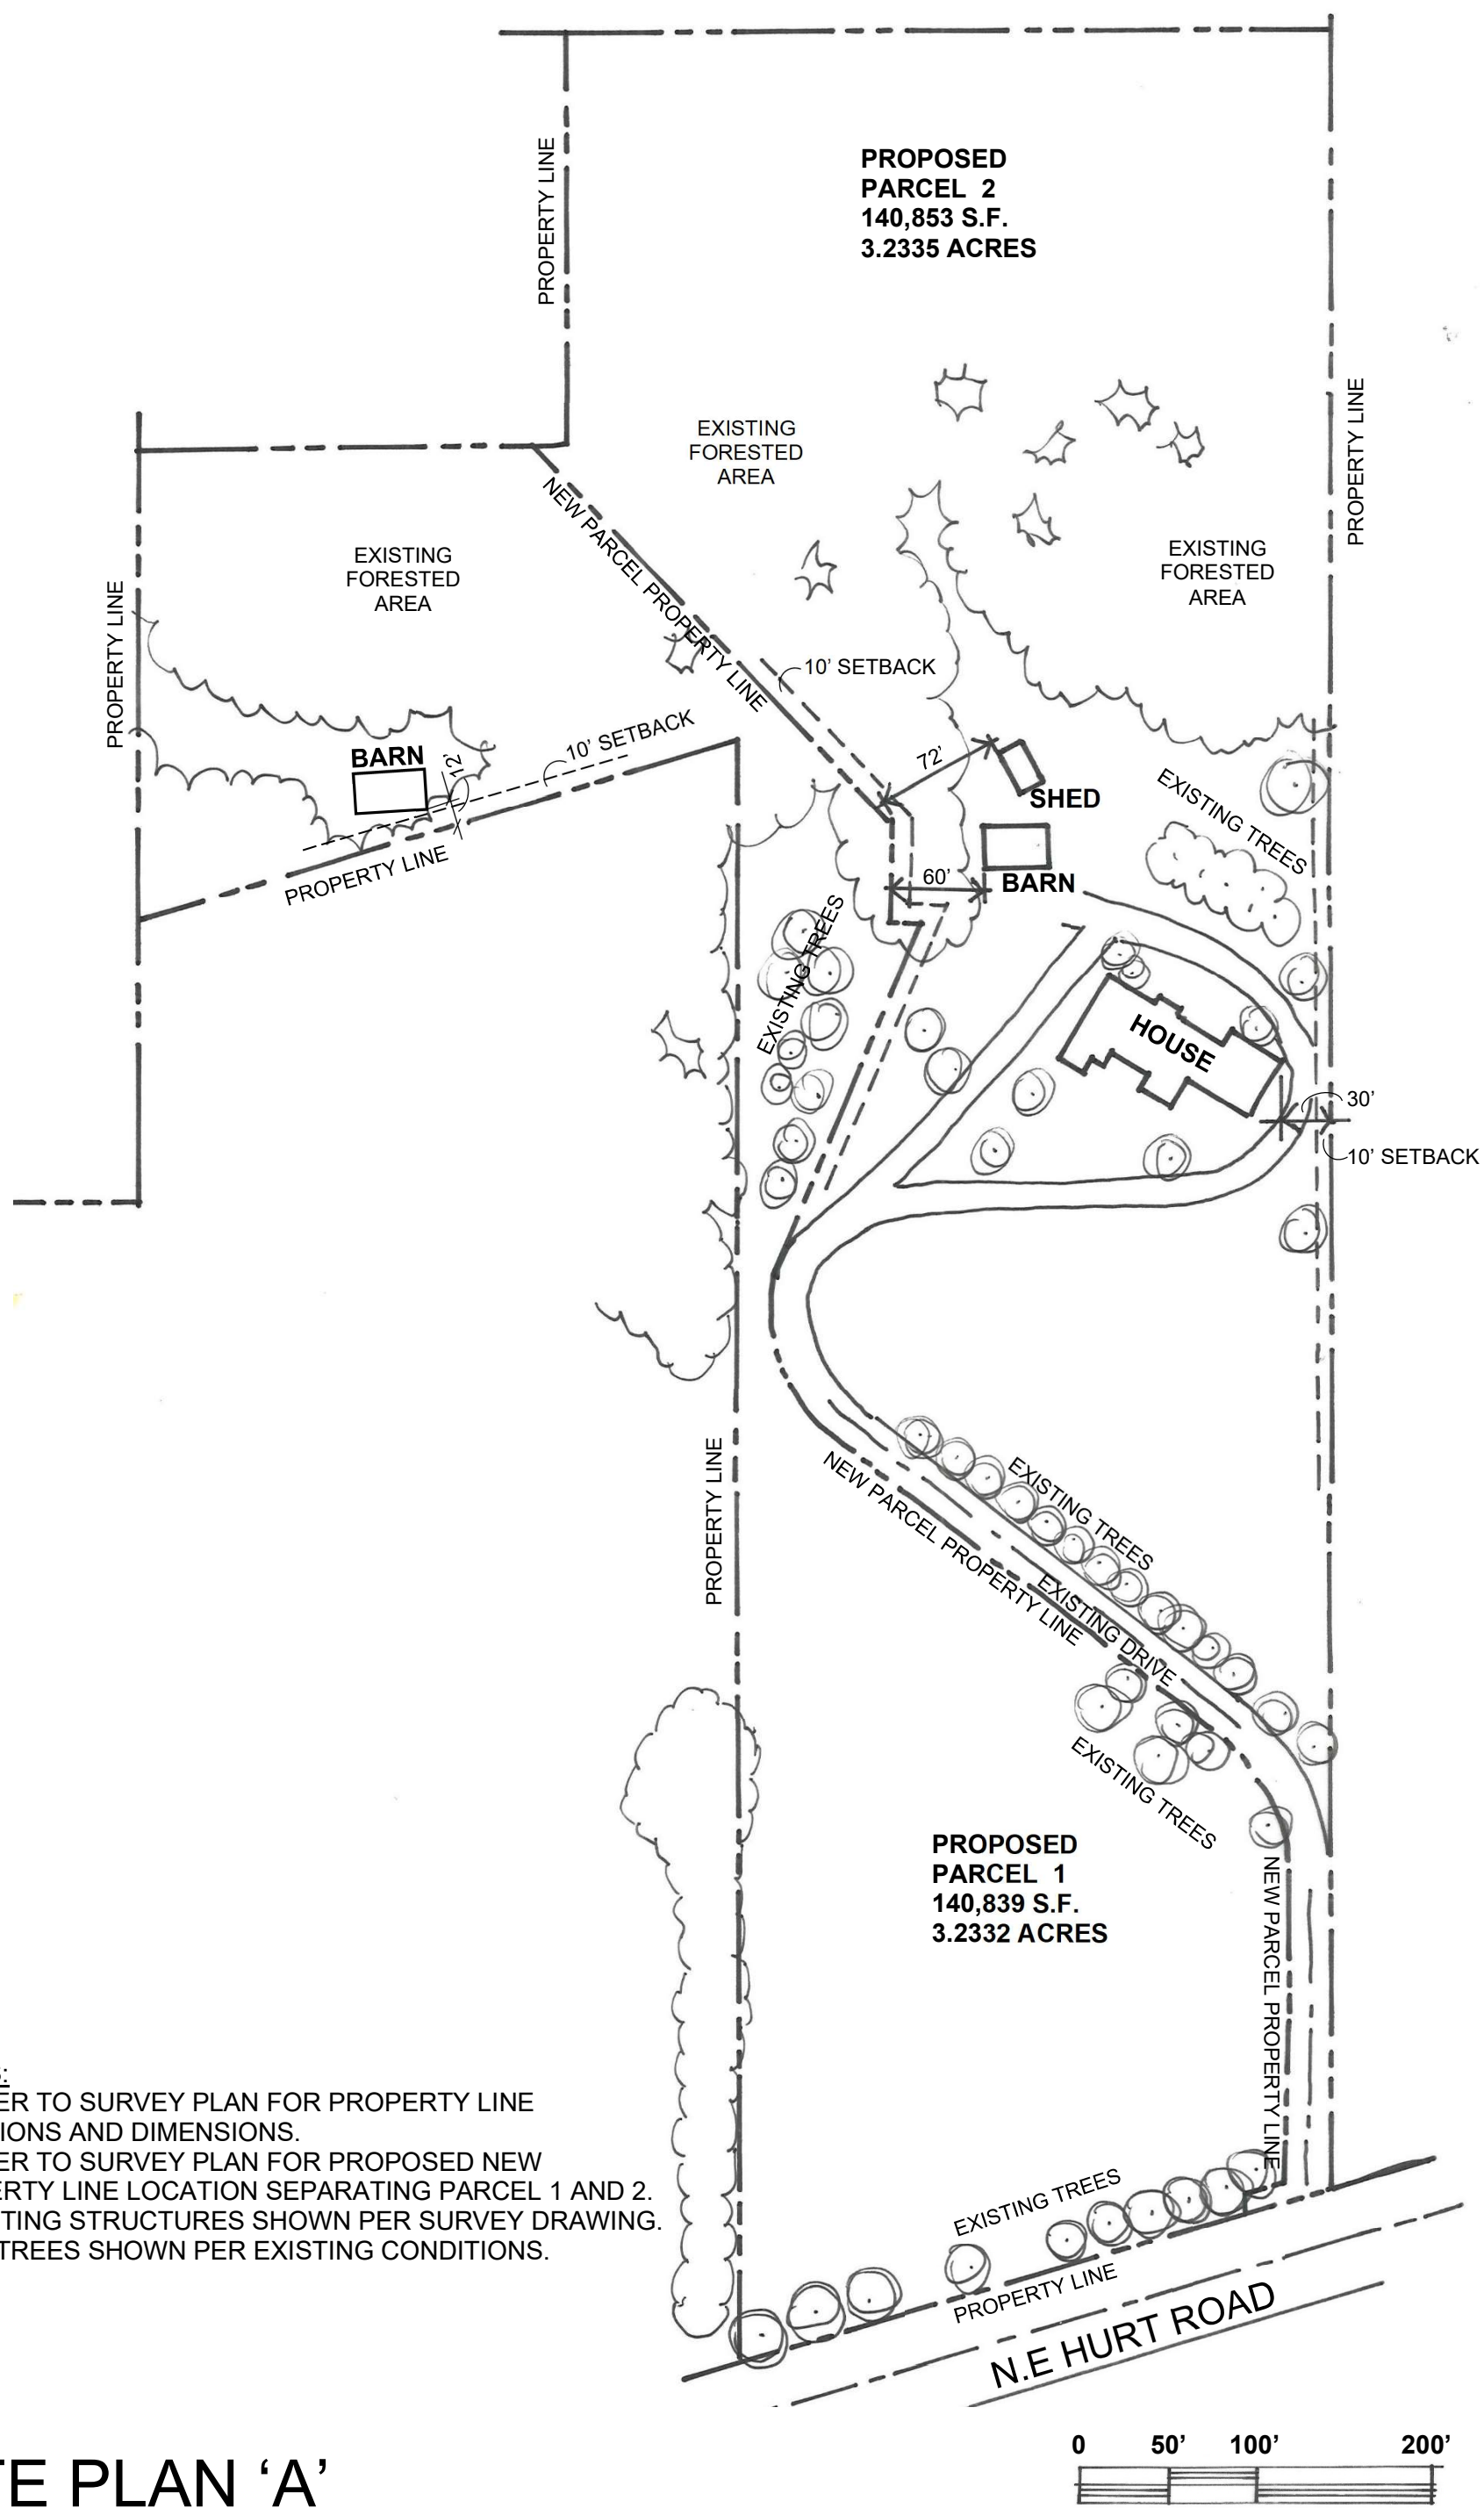 PROPOSED
PARCEL 2
140,853 S.F.
3.2335 ACRES
PROPERTY LINE
PROPERTY LINE
EXISTING
FORESTED
AREA
NEW PARCEL PROPERTY LINE
EXISTING
FORESTED
AREA
EXISTING
FORESTED
AREA
PROPERTY LINE
10' SETBACK
10' SETBACK
BARN
12'
72'
SHED
EXISTING TREES
PROPERTY LINE
60'
BARN
EXISTING TREES
HOUSE
30'
10' SETBACK
PROPERTY LINE
NEW PARCEL PROPERTY LINE
EXISTING TREES
EXISTING DRIVE
EXISTING TREES
PROPOSED
PARCEL 1
140,839 S.F.
3.2332 ACRES
NEW PARCEL PROPERTY LINE
ER TO SURVEY PLAN FOR PROPERTY LINE
IONS AND DIMENSIONS.
ER TO SURVEY PLAN FOR PROPOSED NEW
ERTY LINE LOCATION SEPARATING PARCEL 1 AND 2.
TING STRUCTURES SHOWN PER SURVEY DRAWING.
TREES SHOWN PER EXISTING CONDITIONS.
EXISTING TREES
PROPERTY LINE
N.E HURT ROAD
TE PLAN ‘A’
0 50’ 100’ 200’